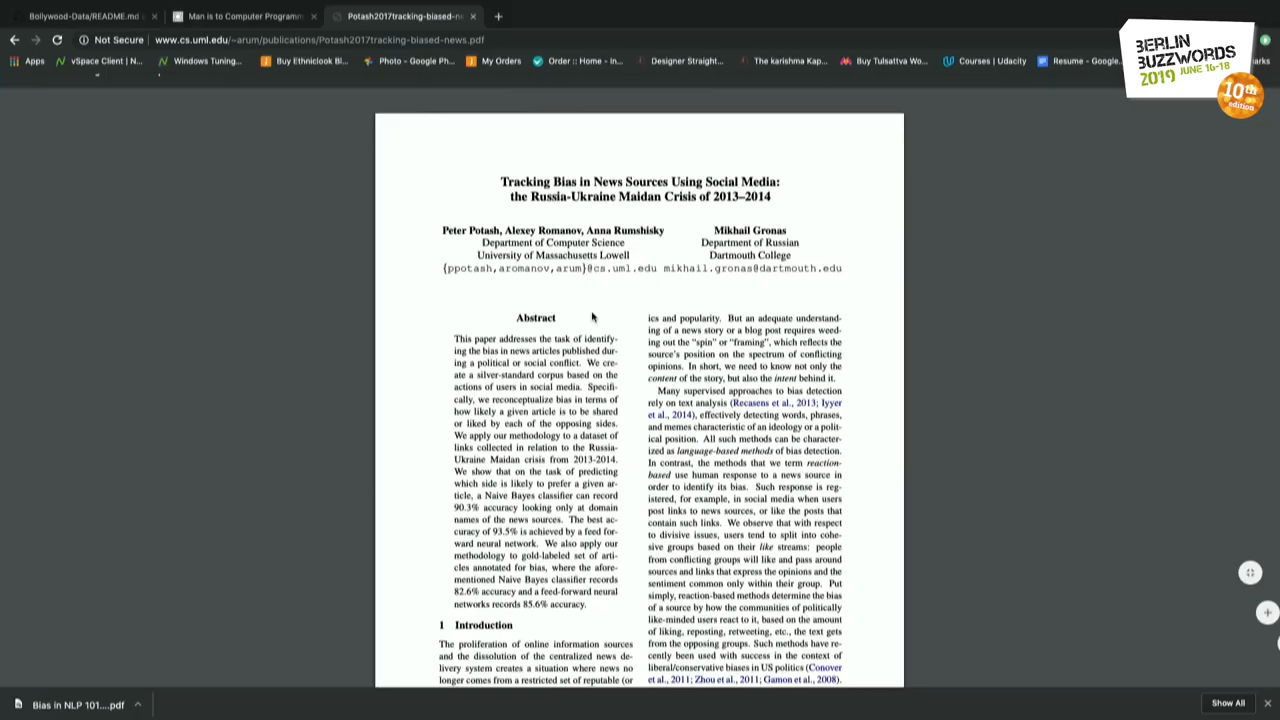 Bollywood-Data/README.md
Man is to Computer Programm
Potash2017tracking-biased-ne
Not Secure
www.cs.uml.edu/~arum/publications/Potash2017tracking-biased-news.pdf
Apps
vSpace Client | N...
Windows Tuning...
Buy Ethnicloek Bl...
Photo - Google Ph...
My Orders
Order :: Home - In...
Designer Straight...
The karishma Kap...
Buy Tulsattva Wo...
Courses | Udacity
Resume - Google
BERLIN
BUZZWORDS
2019 JUNE 16-18
10th
edition
Tracking Bias in News Sources Using Social Media:
the Russia-Ukraine Maidan Crisis of 2013–2014
Peter Potash, Alexey Romanov, Anna Rumshisky
Department of Computer Science
University of Massachusetts Lowell
{ppotash,aromanov,arum}@cs.uml.edu
Mikhail Gronas
Department of Russian
Dartmouth College
mikhail.gronas@dartmouth.edu
Abstract
This paper addresses the task of identify-
ing the bias in news articles published dur-
ing a political or social conflict. We cre-
ate a silver-standard corpus based on the
actions of users in social media. Specifi-
cally, we reconceptualize bias in terms of
how likely a given article is to be shared
or liked by each of the opposing sides.
We apply our methodology to a dataset of
links collected in relation to the Russia-
Ukraine Maidan crisis from 2013-2014.
We show that on the task of predicting
which side is likely to prefer a given ar-
ticle, a Naive Bayes classifier can record
90.3% accuracy looking only at domain
names of the news sources. The best ac-
curacy of 93.5% is achieved by a feed for-
ward neural network. We also apply our
methodology to gold-labeled set of arti-
cles annotated for bias, where the afore-
mentioned Naive Bayes classifier records
82.6% accuracy and a feed-forward neural
networks records 85.6% accuracy.
1 Introduction
The proliferation of online information sources
and the dissolution of the centralized news de-
livery system creates a situation where news no
longer comes from a restricted set of reputable (or
ics and popularity. But an adequate understand-
ing of a news story or a blog post requires weed-
ing out the "spin" or "framing", which reflects the
source's position on the spectrum of conflicting
opinions. In short, we need to know not only the
content of the story, but also the intent behind it.
Many supervised approaches to bias detection
rely on text analysis (Recasens et al., 2013; Iyyer
et al., 2014), effectively detecting words, phrases,
and memes characteristic of an ideology or a polit-
ical position. All such methods can be character-
ized as language-based methods of bias detection.
In contrast, the methods that we term reaction-
based use human response to a news source in
order to identify its bias. Such response is reg-
istered, for example, in social media when users
post links to news sources, or like the posts that
contain such links. We observe that with respect
to divisive issues, users tend to split into cohe-
sive groups based on their like streams: people
from conflicting groups will like and pass around
sources and links that express the opinions and the
sentiment common only within their group. Put
simply, reaction-based methods determine the bias
of a source by how the communities of politically
like-minded users react to it, based on the amount
of liking, reposting, retweeting, etc., the text gets
from the opposing groups. Such methods have re-
cently been used with success in the context of
liberal/conservative biases in US politics (Conover
et al., 2011; Zhou et al., 2011; Gamon et al., 2008).
Bias in NLP 101....pdf
Show All